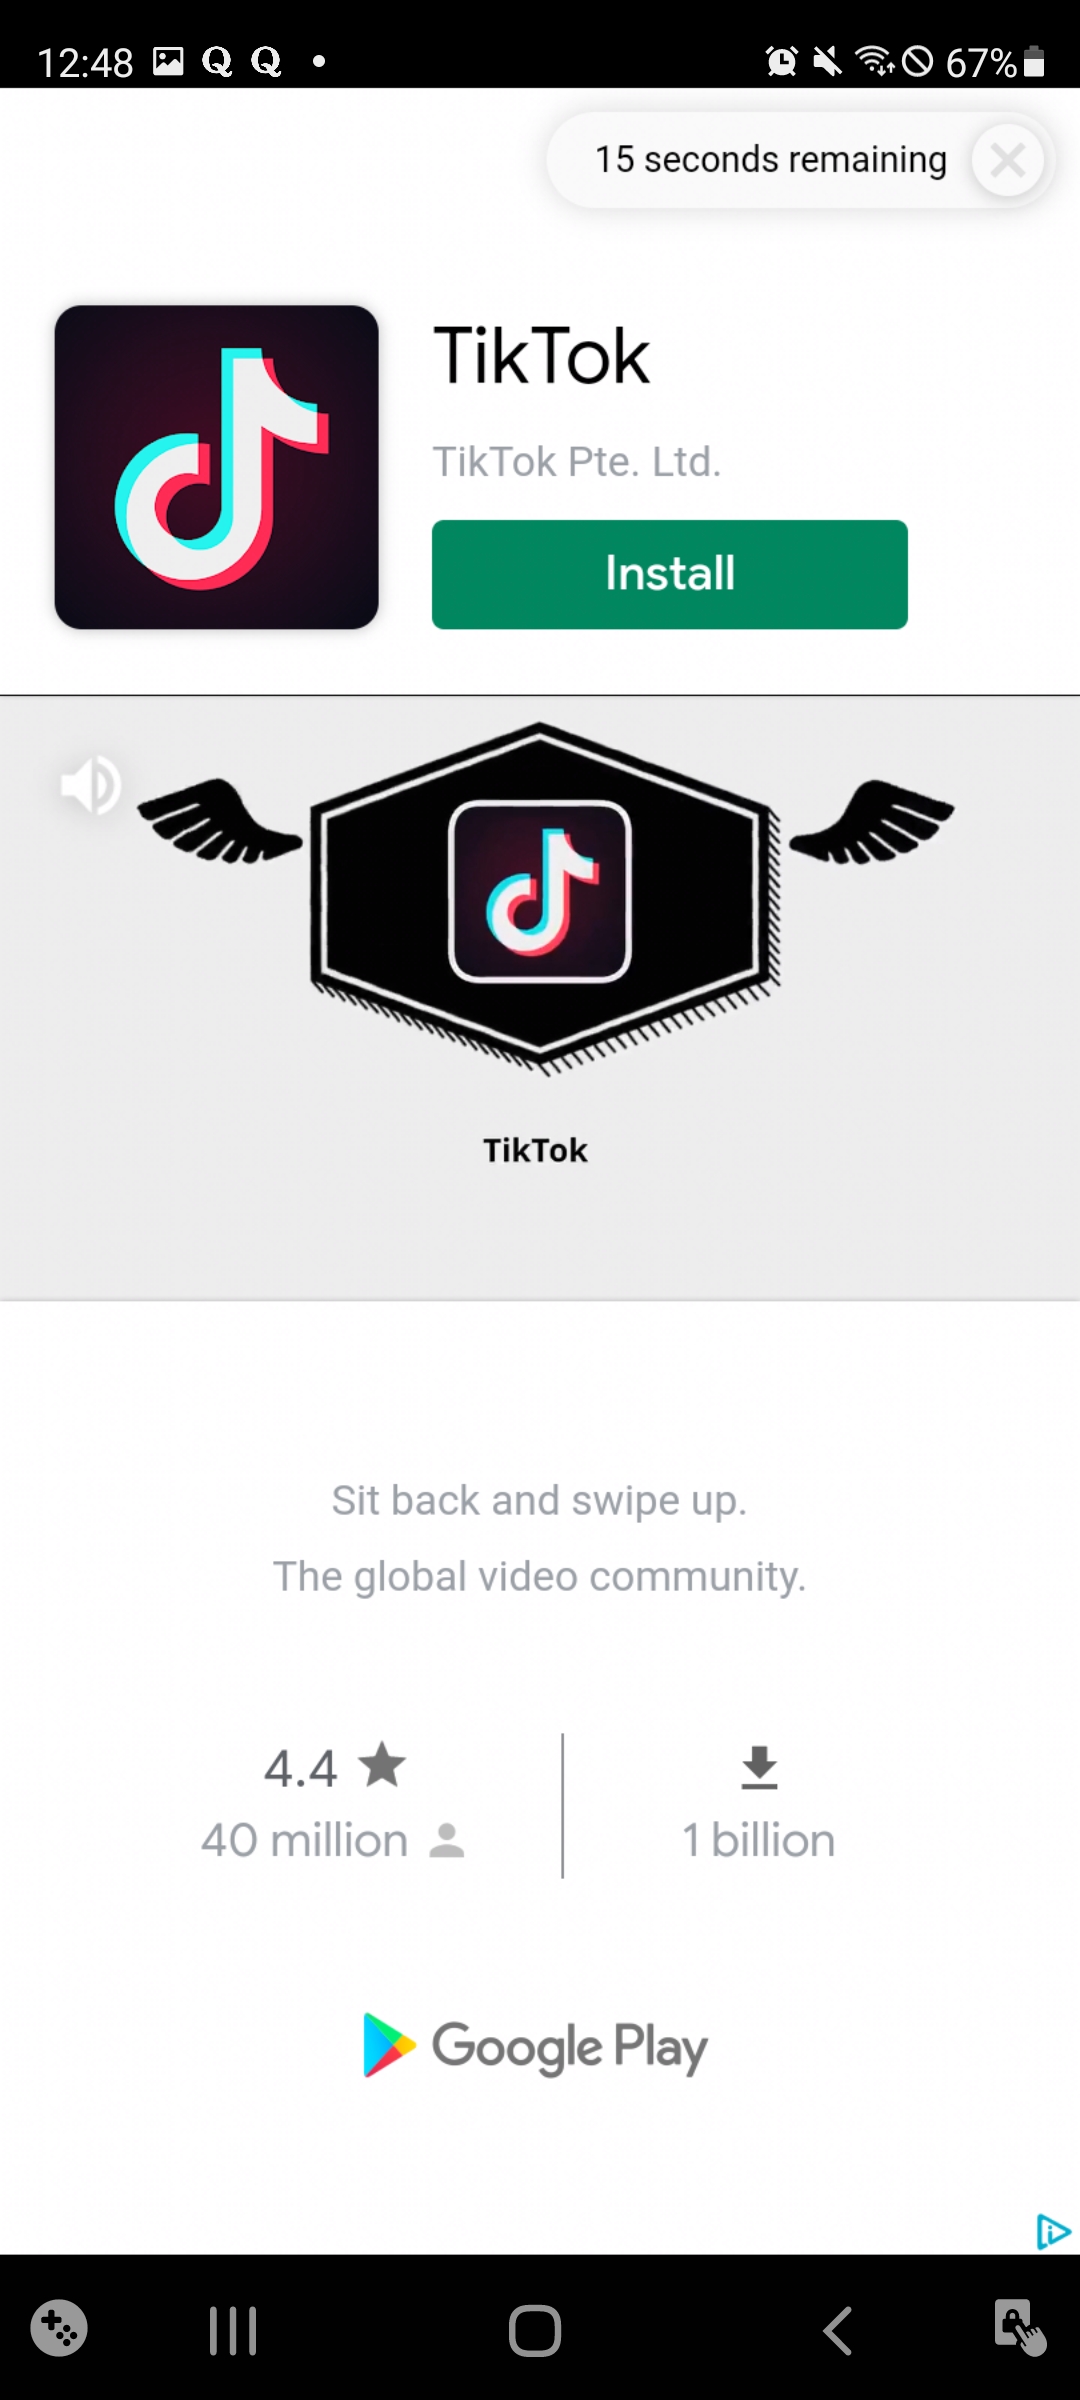 12:48 Q Q 67%
15 seconds remaining
TikTok
TikTok Pte. Ltd.
Install
TikTok
Sit back and swipe up.
The global video community.
4.4
40 million
1 billion
Google Play